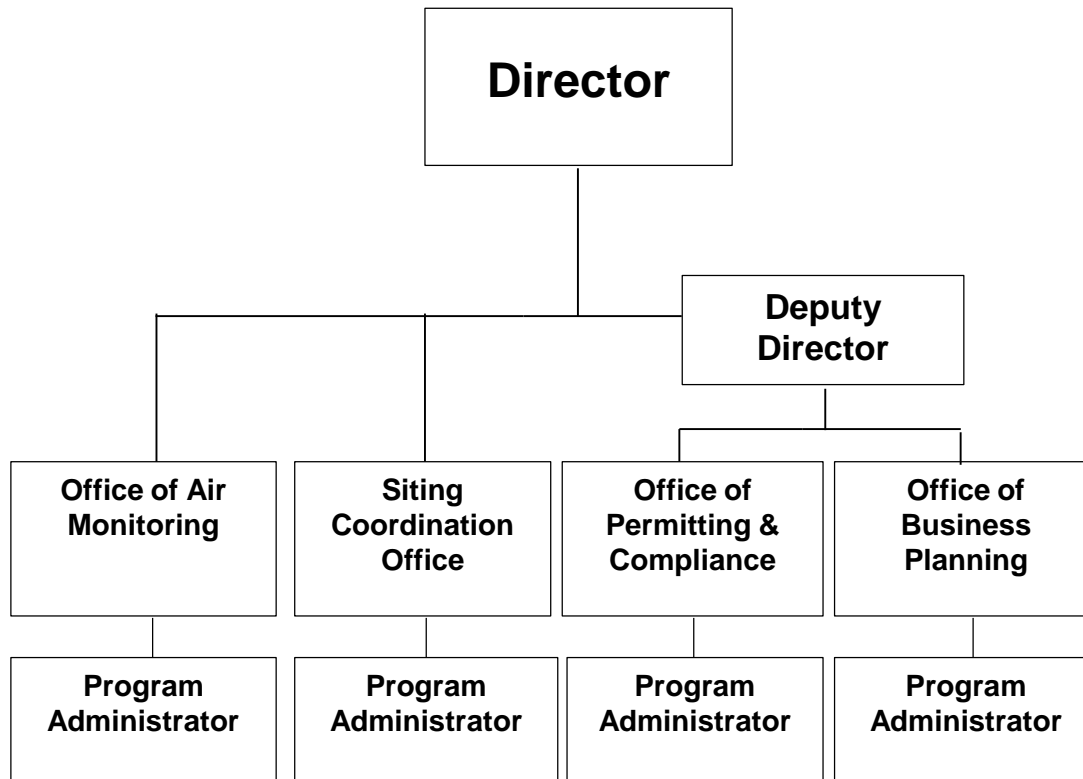 Director
Deputy
Director
Office of Air
Monitoring
Siting
Coordination
Office
Office of
Permitting &
Compliance
Office of
Business
Planning
Program
Administrator
Program
Administrator
Program
Administrator
Program
Administrator